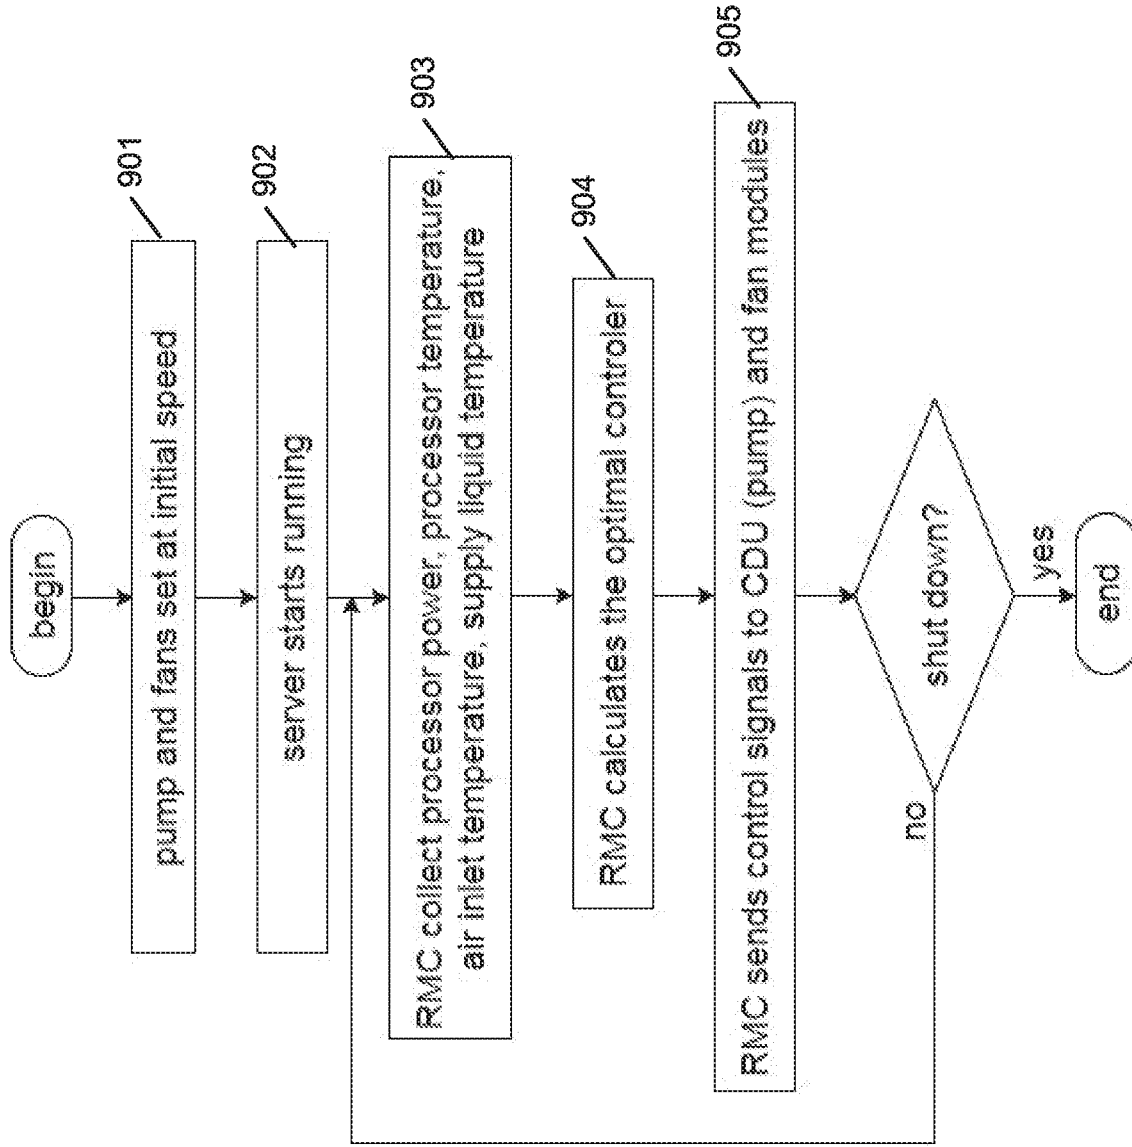 begin
901
pump and fans set at initial speed
902
server starts running
903
RMC collect processor power, processor temperature,
air inlet temperature, supply liquid temperature
904
RMC calculates the optimal controler
905
RMC sends control signals to CDU (pump) and fan modules
shut down?
no
yes
end